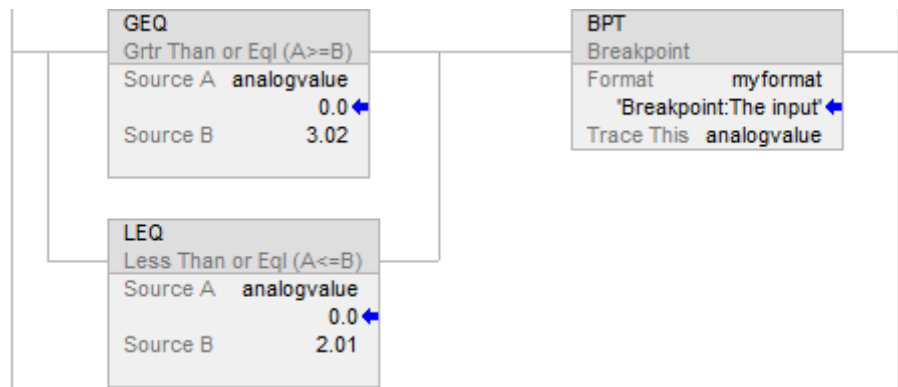 GEQ
Grtr Than or Eql (A>=B)
Source A analogvalue
0.0
Source B 3.02
BPT
Breakpoint
Format myformat
'Breakpoint:The input'
Trace This analogvalue
LEQ
Less Than or Eql (A<=B)
Source A analogvalue
0.0
Source B 2.01